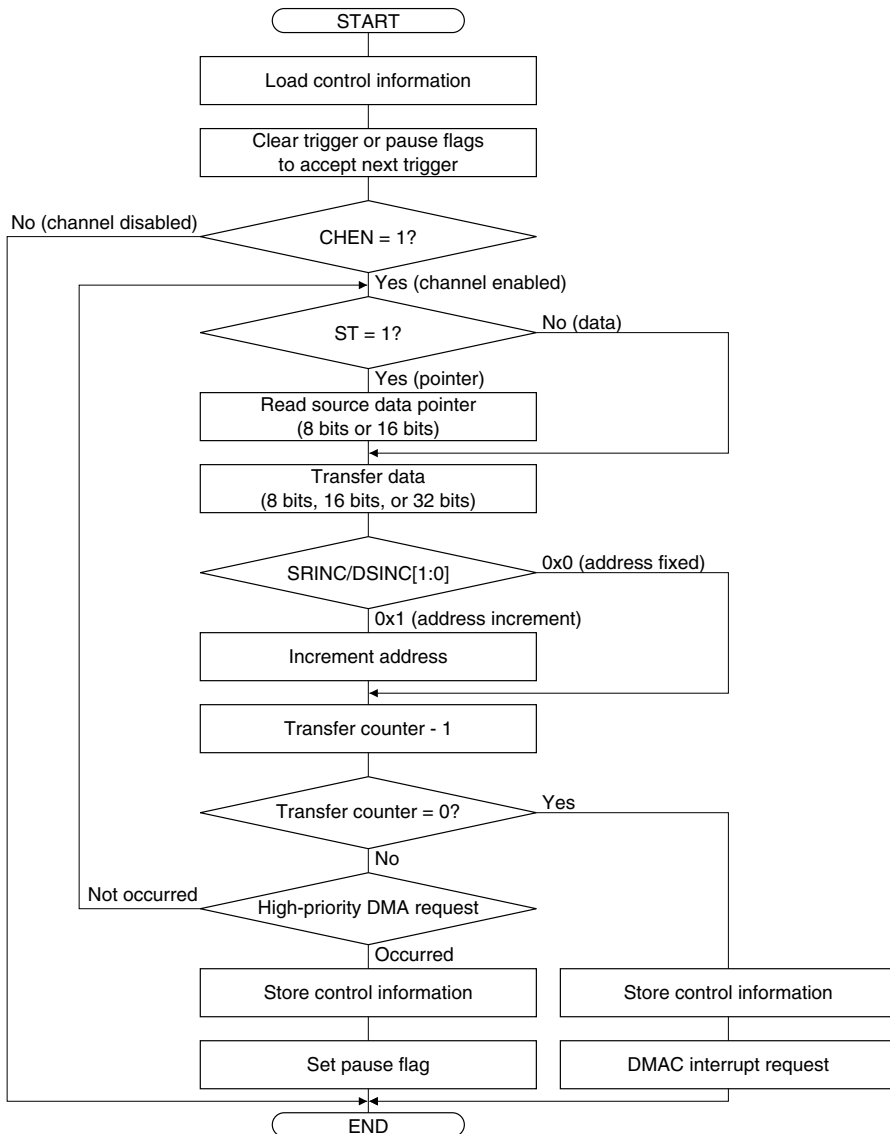 START
Load control information
Clear trigger or pause flags
to accept next trigger
No (channel disabled)
CHEN = 1?
Yes (channel enabled)
ST = 1?
No (data)
Yes (pointer)
Read source data pointer
(8 bits or 16 bits)
Transfer data
(8 bits, 16 bits, or 32 bits)
SRINC/DSINC[1:0]
0x0 (address fixed)
0x1 (address increment)
Increment address
Transfer counter - 1
Transfer counter = 0?
Yes
No
Not occurred
High-priority DMA request
Occurred
Store control information
Store control information
Set pause flag
DMAC interrupt request
END